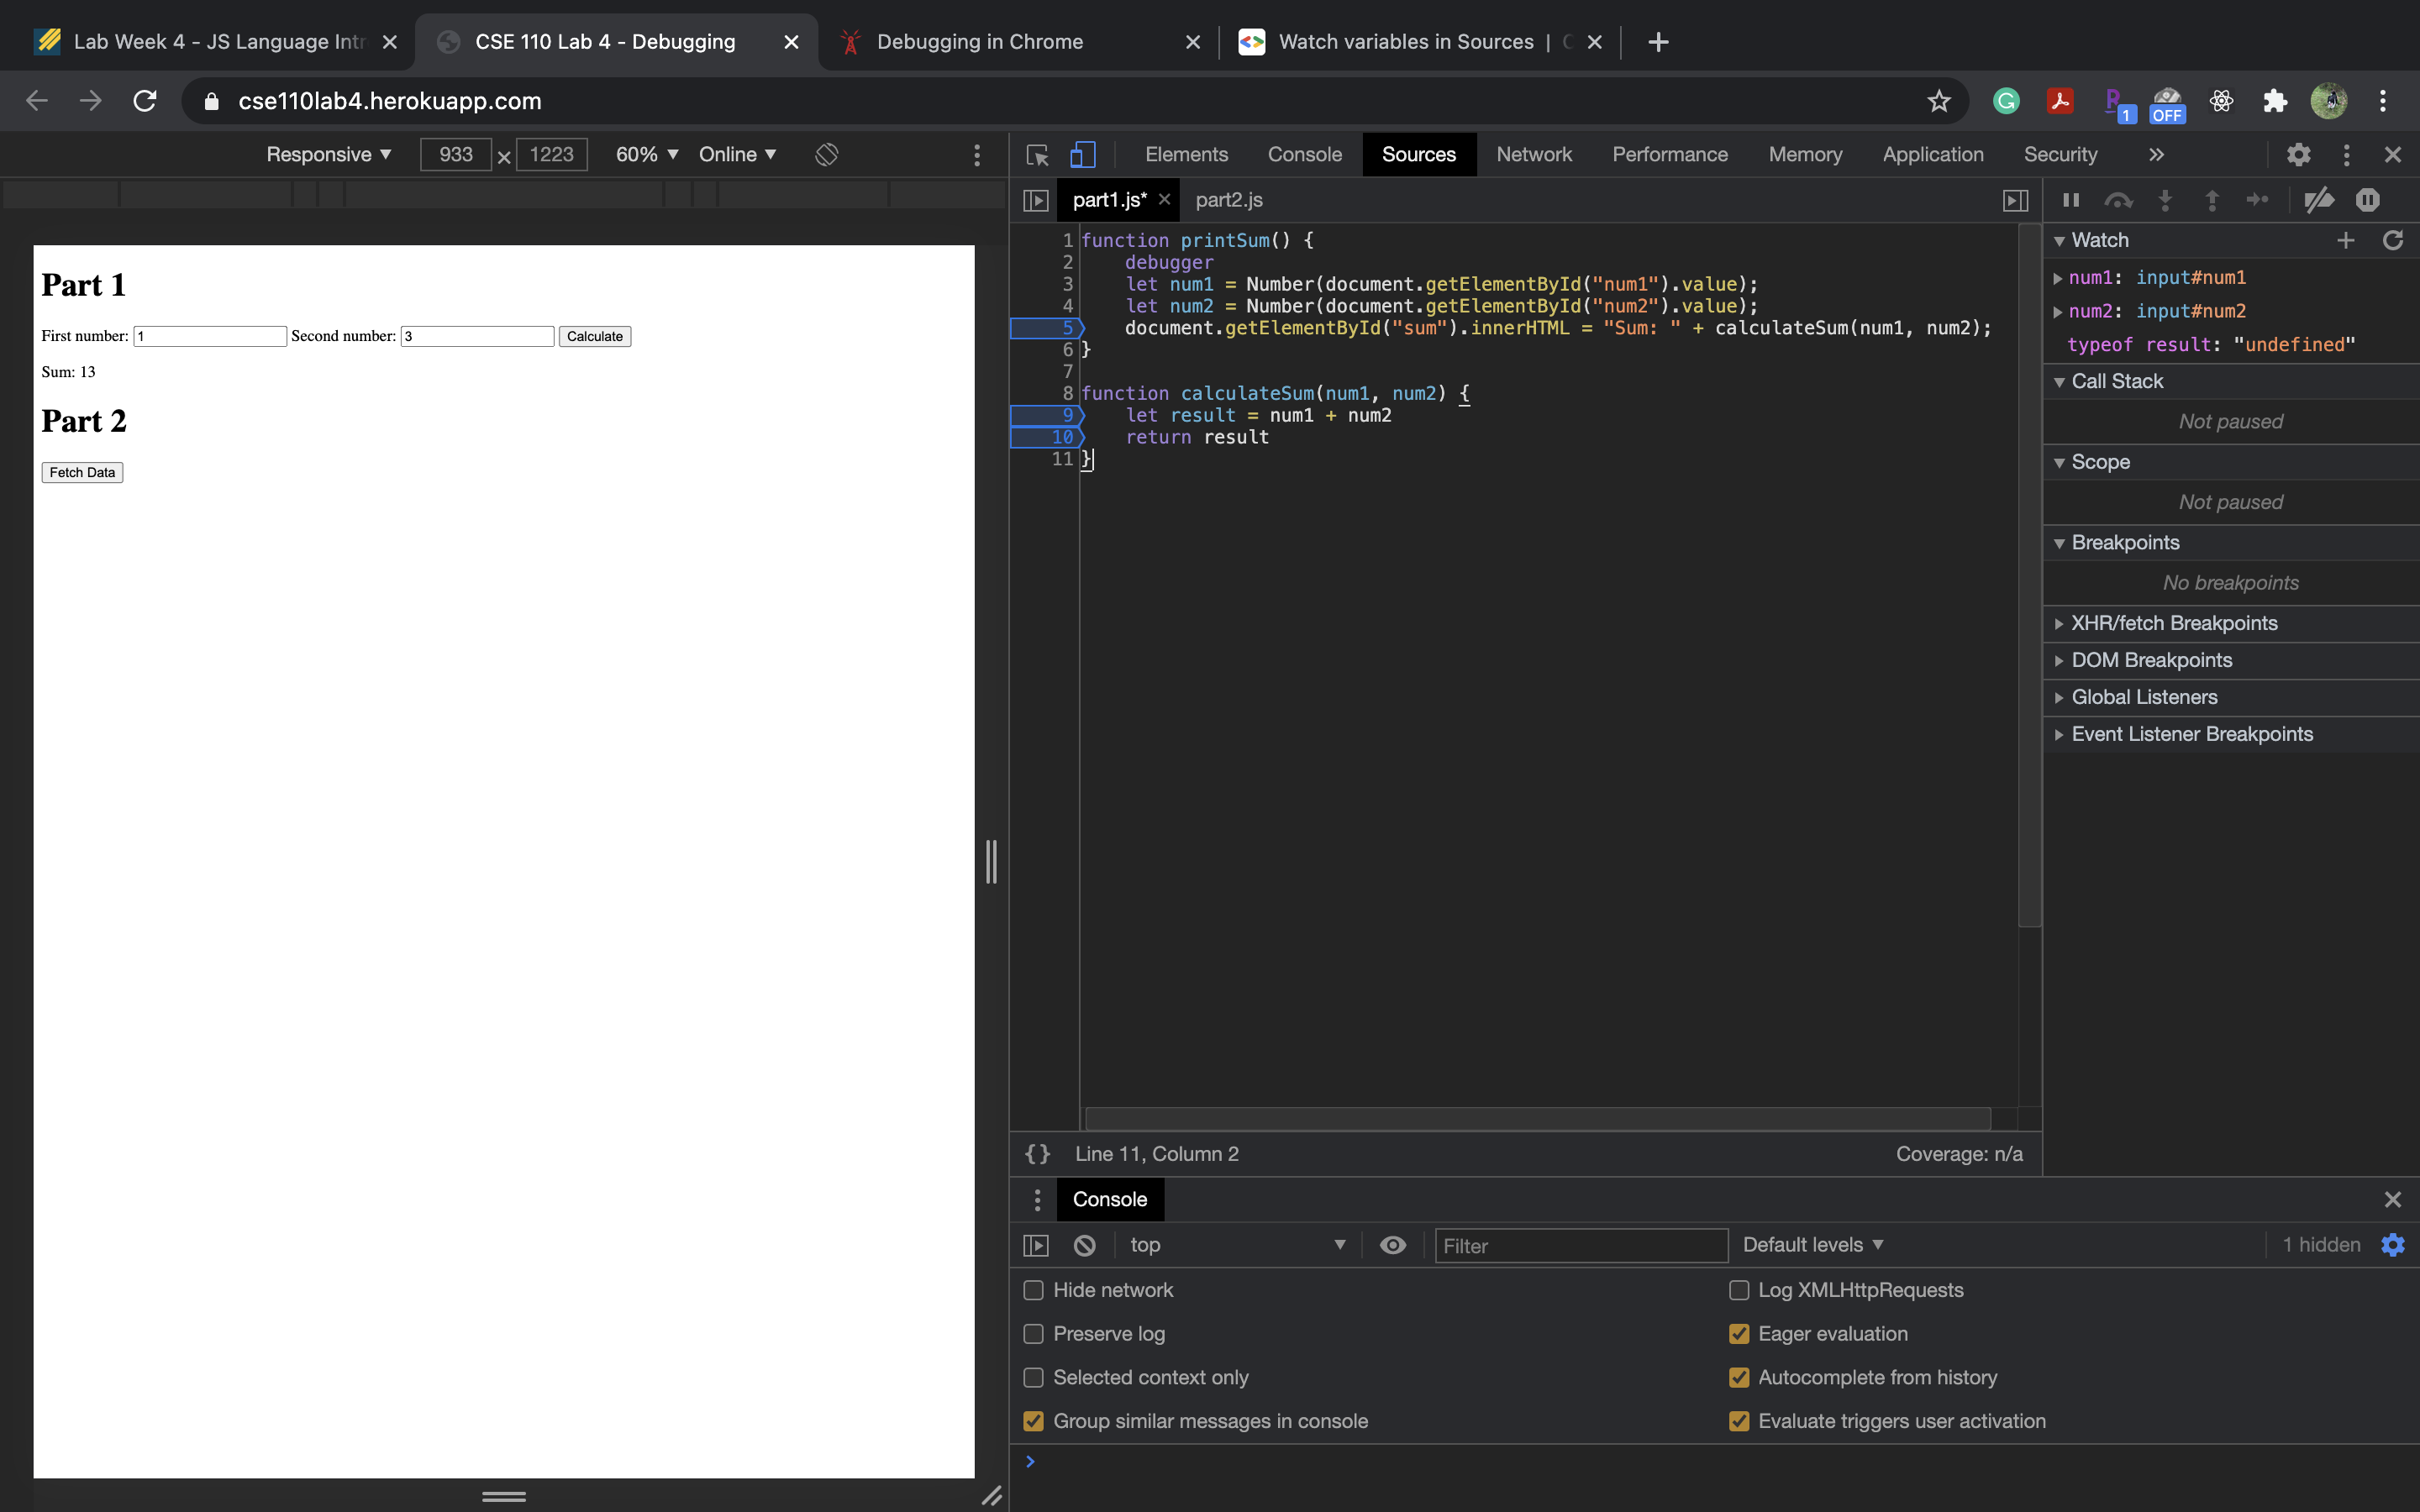 Lab Week 4 - JS Language Intr
CSE 110 Lab 4 - Debugging
Debugging in Chrome
Watch variables in Sources |
cse110lab4.herokuapp.com
1
OFF
Responsive
933
1223
60%
Online
Elements
Console
Sources
Network
Performance
Memory
Application
Security
part1.js*
part2.js
Part 1
First number: 1 Second number: 3 Calculate
Sum: 13
Part 2
Fetch Data
1 function printSum() {
2 debugger
3 let num1 = Number(document.getElementById("num1").value);
4 let num2 = Number(document.getElementById("num2").value);
5 document.getElementById("sum").innerHTML = "Sum: " + calculateSum(num1, num2);
6 }
7
8 function calculateSum(num1, num2) {
9 let result = num1 + num2
10 return result
11 }
Watch
num1: input#num1
num2: input#num2
typeof result: "undefined"
Call Stack
Not paused
Scope
Not paused
Breakpoints
No breakpoints
XHR/fetch Breakpoints
DOM Breakpoints
Global Listeners
Event Listener Breakpoints
{} Line 11, Column 2
Coverage: n/a
Console
top
Filter
Default levels
1 hidden
Hide network
Log XMLHttpRequests
Preserve log
Eager evaluation
Selected context only
Autocomplete from history
Group similar messages in console
Evaluate triggers user activation